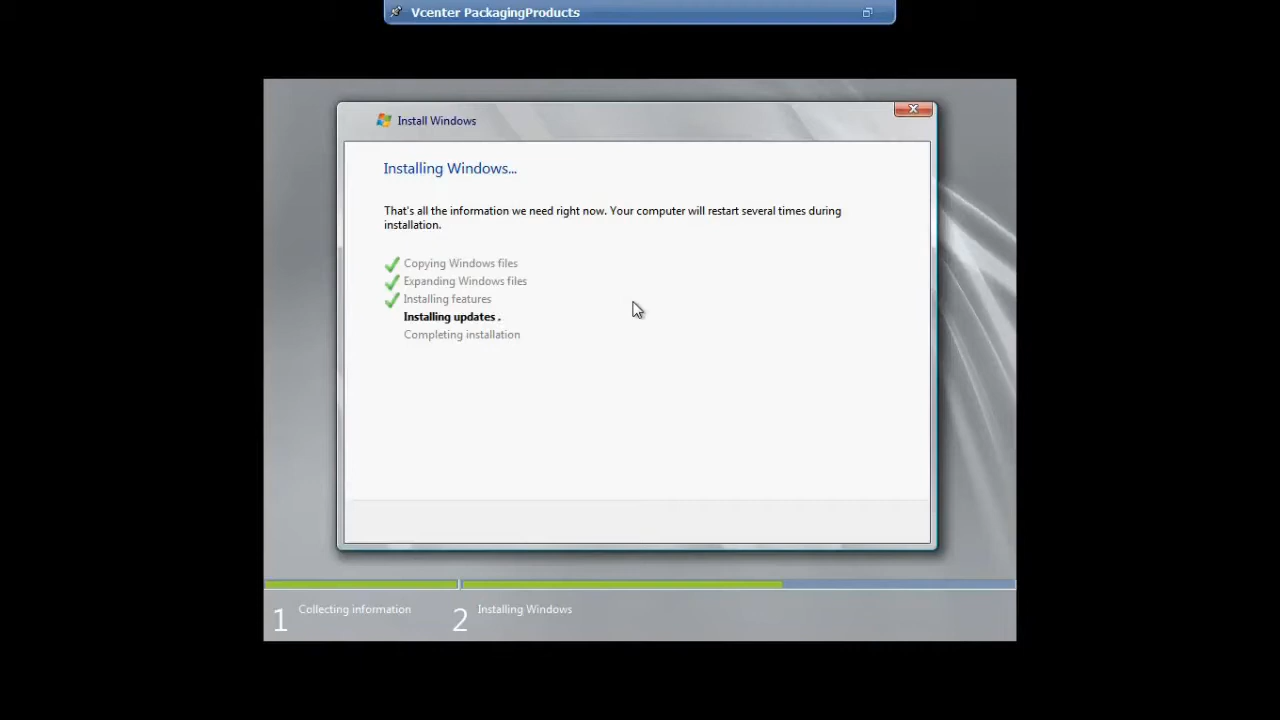 Vcenter PackagingProducts
Install Windows
Installing Windows...
That's all the information we need right now. Your computer will restart several times during
installation.
Copying Windows files
Expanding Windows files
Installing features
Installing updates .
Completing installation
1 Collecting information
2 Installing Windows